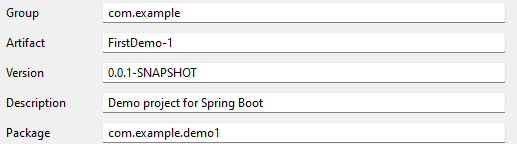 Group com.example
Artifact FirstDemo-1
Version 0.0.1-SNAPSHOT
Description Demo project for Spring Boot
Package com.example.demo1